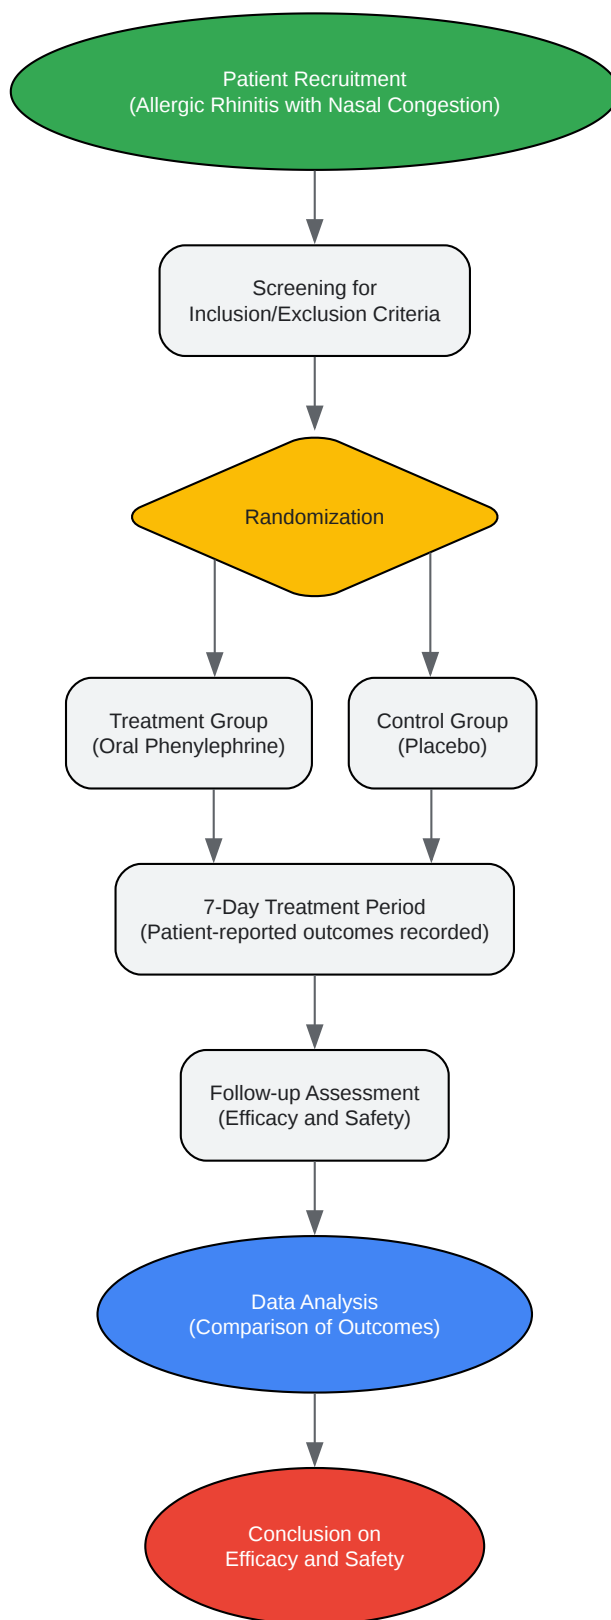 Patient Recruitment
(Allergic Rhinitis with Nasal Congestion)
Screening for
Inclusion/Exclusion Criteria
Randomization
Treatment Group
(Oral Phenylephrine)
Control Group
(Placebo)
7-Day Treatment Period
(Patient-reported outcomes recorded)
Follow-up Assessment
(Efficacy and Safety)
Data Analysis
(Comparison of Outcomes)
Conclusion on
Efficacy and Safety